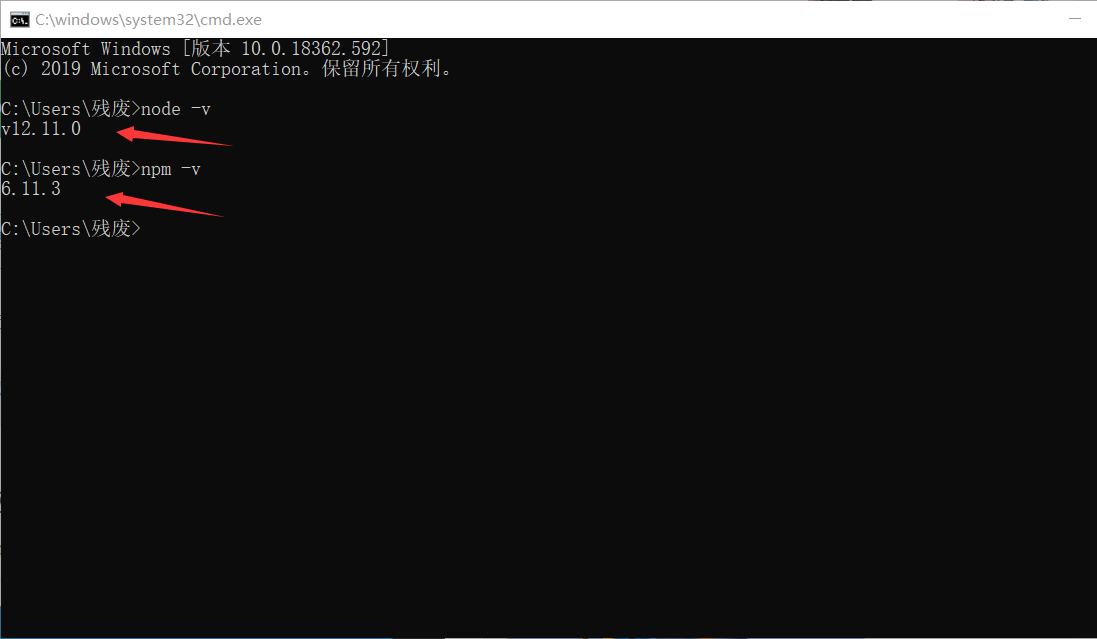 C:\windows\system32\cmd.exe
Microsoft Windows [版本 10.0.18362.592]
(c) 2019 Microsoft Corporation。保留所有权利。
C:\Users\残废>node -v
v12.11.0
C:\Users\残废>npm -v
6.11.3
C:\Users\残废>